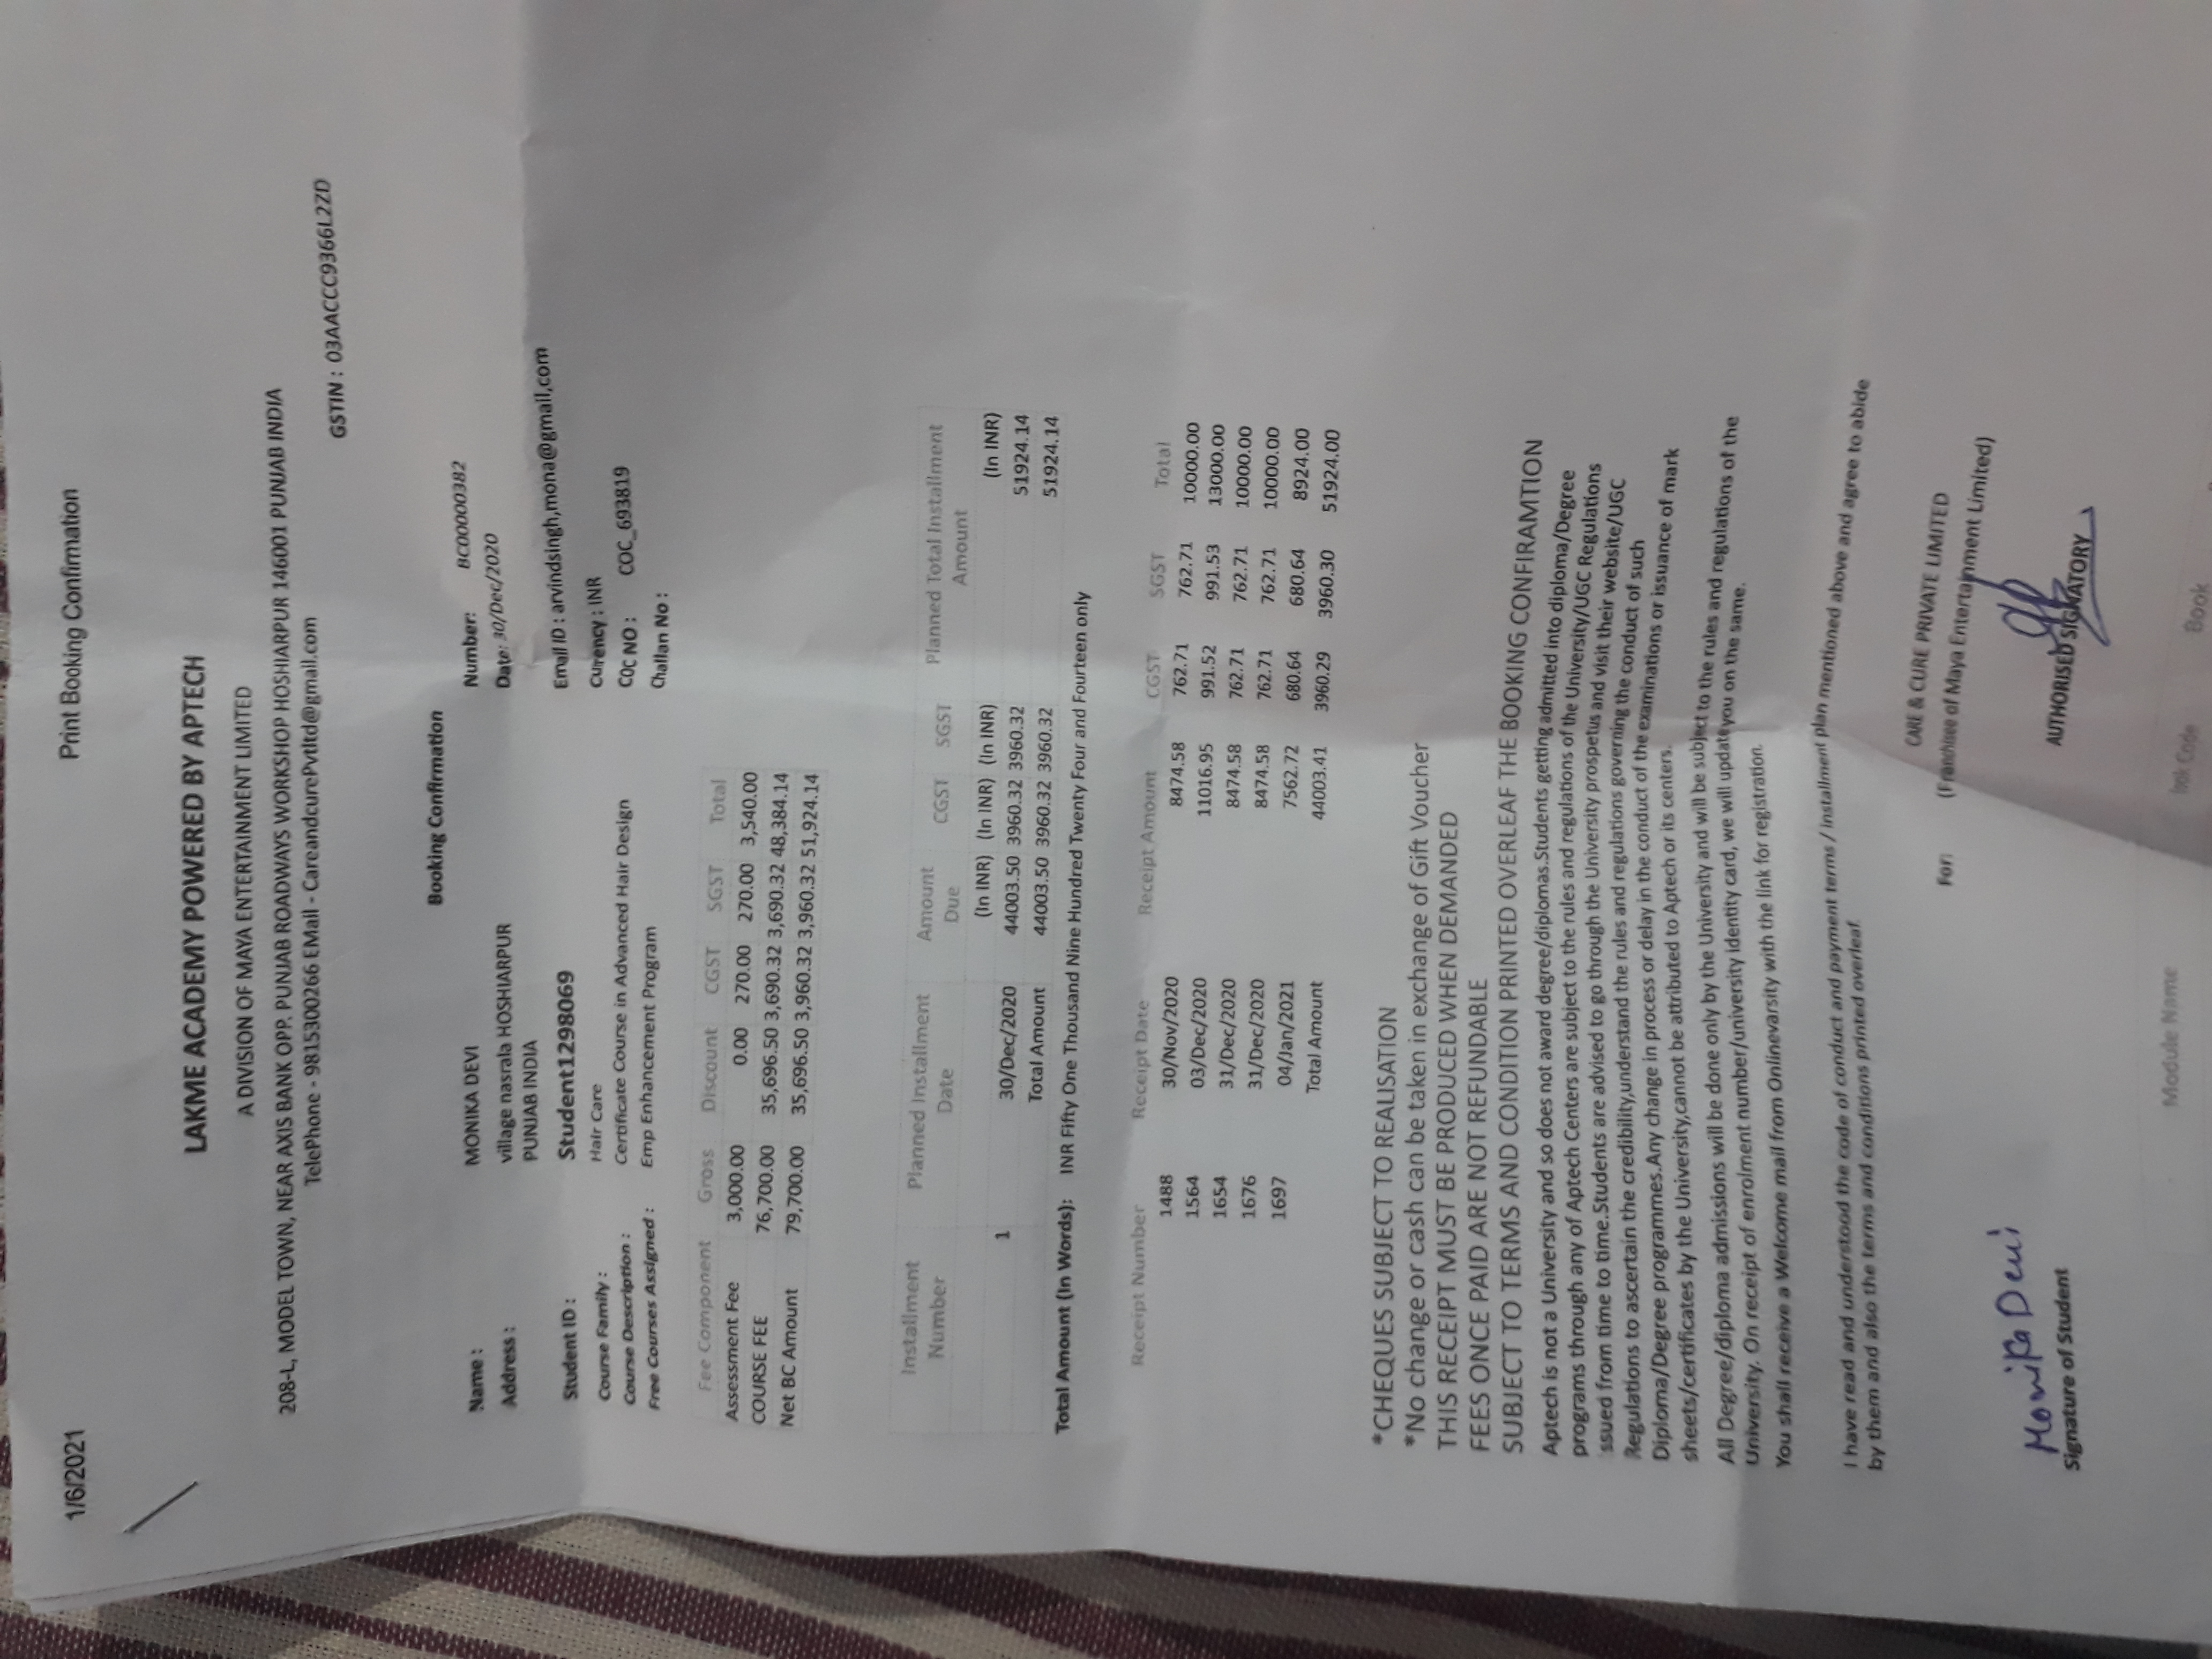 1/6/2021 Print Booking Confirmation
LAKME ACADEMY POWERED BY APTECH
A DIVISION OF MAYA ENTERTAINMENT LIMITED
208-L, MODEL TOWN, NEAR AXIS BANK OPP. PUNJAB ROADWAYS WORKSHOP HOSHIARPUR 146001 PUNJAB INDIA
TelePhone - 9815300266 EMail - CareandcurePvtltd@gmail.com
GSTIN : 03AACCC9366L2ZD
Booking Confirmation
Name : MONIKA DEVI Number: BC00000382
Address : village nasrala HOSHIARPUR Date: 30/Dec/2020
PUNJAB INDIA
Student ID : Student1298069 Email ID : arvindsingh,mona@gmail,com
Course Family : Hair Care Curency : INR
Course Description : Certificate Course in Advanced Hair Design COC NO : COC_693819
Free Courses Assigned : Emp Enhancement Program Challan No :
Fee Component Gross Discount CGST SGST Total
Assessment Fee 3,000.00 0.00 270.00 270.00 3,540.00
COURSE FEE 76,700.00 35,696.50 3,690.32 3,690.32 48,384.14
Net BC Amount 79,700.00 35,696.50 3,960.32 3,960.32 51,924.14
Installment Planned Installment Amount CGST SGST Planned Total Installment
Number Date Due Amount
(In INR) (In INR) (In INR) (In INR)
1 30/Dec/2020 44003.50 3960.32 3960.32 51924.14
Total Amount 44003.50 3960.32 3960.32 51924.14
Total Amount (In Words): INR Fifty One Thousand Nine Hundred Twenty Four and Fourteen only
Receipt Number Receipt Date Receipt Amount CGST SGST Total
1488 30/Nov/2020 8474.58 762.71 762.71 10000.00
1564 03/Dec/2020 11016.95 991.52 991.53 13000.00
1654 31/Dec/2020 8474.58 762.71 762.71 10000.00
1676 31/Dec/2020 8474.58 762.71 762.71 10000.00
1697 04/Jan/2021 7562.72 680.64 680.64 8924.00
Total Amount 44003.41 3960.29 3960.30 51924.00
*CHEQUES SUBJECT TO REALISATION
*No change or cash can be taken in exchange of Gift Voucher
THIS RECEIPT MUST BE PRODUCED WHEN DEMANDED
FEES ONCE PAID ARE NOT REFUNDABLE
SUBJECT TO TERMS AND CONDITION PRINTED OVERLEAF THE BOOKING CONFIRAMTION
Aptech is not a University and so does not award degree/diplomas.Students getting admitted into diploma/Degree
programs through any of Aptech Centers are subject to the rules and regulations of the University/UGC Regulations
ssued from time to time.Students are advised to go through the University prospetus and visit their website/UGC
Regulations to ascertain the credibility,understand the rules and regulations governing the conduct of such
Diploma/Degree programmes.Any change in process or delay in the conduct of the examinations or issuance of mark
sheets/certificates by the University,cannot be attributed to Aptech or its centers.
All Degree/diploma admissions will be done only by the University and will be subject to the rules and regulations of the
University. On receipt of enrolment number/university identity card, we will update you on the same.
You shall receive a Welcome mail from Onlinevarsity with the link for registration.
I have read and understood the code of conduct and payment terms / installment plan mentioned above and agree to abide
by them and also the terms and conditions printed overleaf.
CARE & CURE PRIVATE LIMITED
For: (Franchisee of Maya Entertainment Limited)
Monika Devi
Signature of Student AUTHORISED SIGNATORY
Module Name Book Code Book